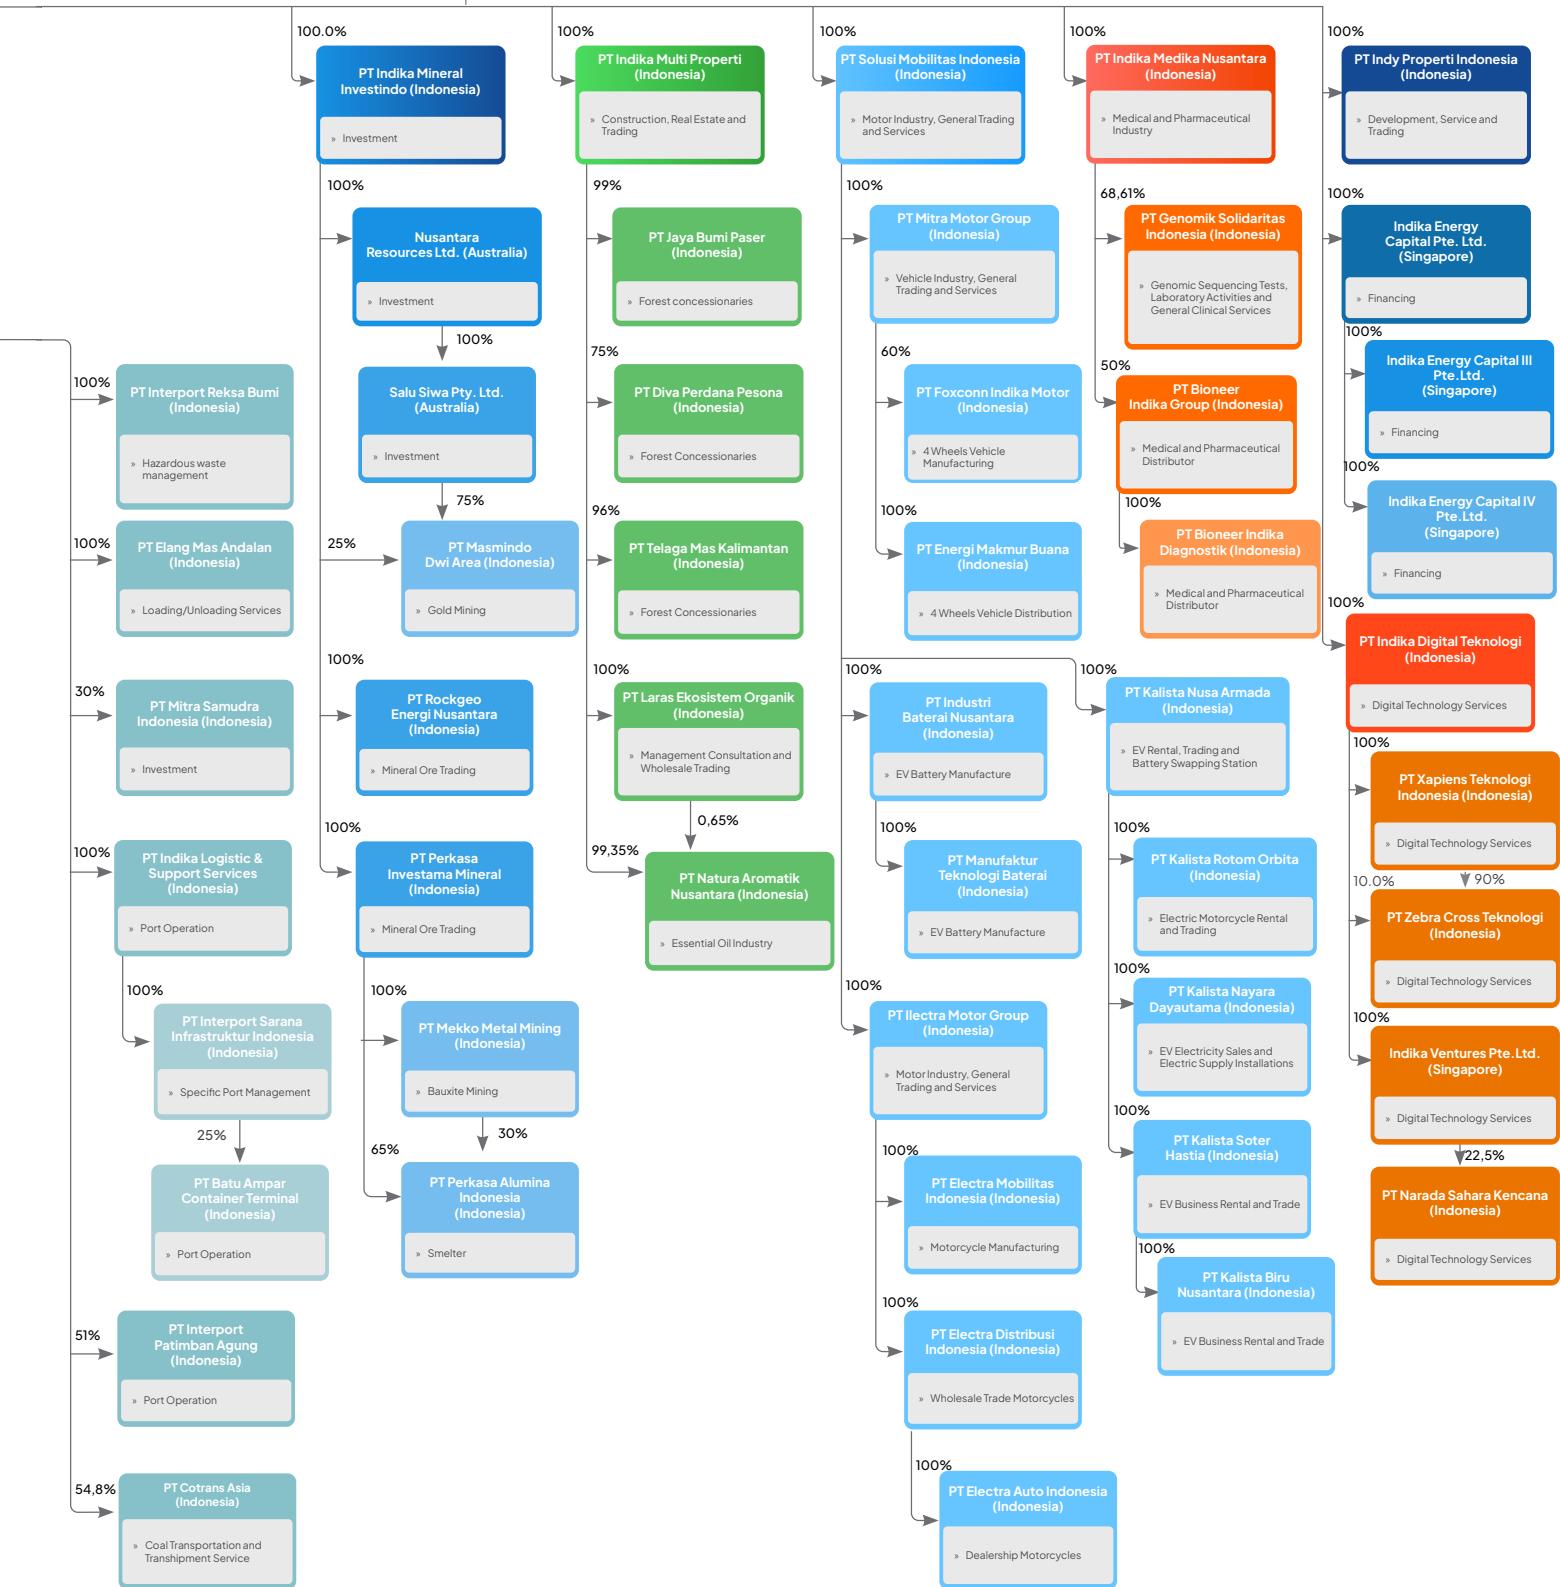 100.0%
PT Indika Mineral
Investindo (Indonesia)
» Investment
100%
Nusantara
Resources Ltd. (Australia)
» Investment
100%
Salu Siwa Pty. Ltd.
(Australia)
» Investment
75%
25%
PT Masmindo
Dwi Area (Indonesia)
» Gold Mining
100%
PT Rockgeo
Energi Nusantara
(Indonesia)
» Mineral Ore Trading
100%
PT Perkasa
Investama Mineral
(Indonesia)
» Mineral Ore Trading
100%
PT Mekko Metal Mining
(Indonesia)
» Bauxite Mining
30%
65%
PT Perkasa Alumina
Indonesia
(Indonesia)
» Smelter
100%
PT Interport Reksa Bumi
(Indonesia)
» Hazardous waste
management
100%
PT Elang Mas Andalan
(Indonesia)
» Loading/Unloading Services
30%
PT Mitra Samudra
Indonesia (Indonesia)
» Investment
100%
PT Indika Logistic &
Support Services
(Indonesia)
» Port Operation
100%
PT Interport Sarana
Infrastruktur Indonesia
(Indonesia)
» Specific Port Management
25%
PT Batu Ampar
Container Terminal
(Indonesia)
» Port Operation
51%
PT Interport
Patimban Agung
(Indonesia)
» Port Operation
54,8%
PT Cotrans Asia
(Indonesia)
» Coal Transportation and
Transhipment Service
100%
PT Indika Multi Properti
(Indonesia)
» Construction, Real Estate and
Trading
99%
PT Jaya Bumi Paser
(Indonesia)
» Forest concessionaries
75%
PT Diva Perdana Pesona
(Indonesia)
» Forest Concessionaries
96%
PT Telaga Mas Kalimantan
(Indonesia)
» Forest Concessionaries
100%
PT Laras Ekosistem Organik
(Indonesia)
» Management Consultation and
Wholesale Trading
0,65%
99,35%
PT Natura Aromatik
Nusantara (Indonesia)
» Essential Oil Industry
100%
PT Solusi Mobilitas Indonesia
(Indonesia)
» Motor Industry, General Trading
and Services
100%
PT Mitra Motor Group
(Indonesia)
» Vehicle Industry, General
Trading and Services
60%
PT Foxconn Indika Motor
(Indonesia)
» 4 Wheels Vehicle
Manufacturing
100%
PT Energi Makmur Buana
(Indonesia)
» 4 Wheels Vehicle Distribution
100%
PT Industri
Baterai Nusantara
(Indonesia)
» EV Battery Manufacture
100%
PT Manufaktur
Teknologi Baterai
(Indonesia)
» EV Battery Manufacture
100%
PT Ilectra Motor Group
(Indonesia)
» Motor Industry, General
Trading and Services
100%
PT Electra Mobilitas
Indonesia (Indonesia)
» Motorcycle Manufacturing
100%
PT Electra Distribusi
Indonesia (Indonesia)
» Wholesale Trade Motorcycles
100%
PT Electra Auto Indonesia
(Indonesia)
» Dealership Motorcycles
100%
PT Kalista Nusa Armada
(Indonesia)
» EV Rental, Trading and
Battery Swapping Station
100%
PT Kalista Rotom Orbita
(Indonesia)
» Electric Motorcycle Rental
and Trading
100%
PT Kalista Nayara
Dayautama (Indonesia)
» EV Electricity Sales and
Electric Supply Installations
100%
PT Kalista Soter
Hastia (Indonesia)
» EV Business Rental and Trade
100%
PT Kalista Biru
Nusantara (Indonesia)
» EV Business Rental and Trade
100%
PT Indika Medika Nusantara
(Indonesia)
» Medical and Pharmaceutical
Industry
68,61%
PT Genomik Solidaritas
Indonesia (Indonesia)
» Genomic Sequencing Tests,
Laboratory Activities and
General Clinical Services
50%
PT Bioneer
Indika Group (Indonesia)
» Medical and Pharmaceutical
Distributor
100%
PT Bioneer Indika
Diagnostik (Indonesia)
» Medical and Pharmaceutical
Distributor
100%
PT Indy Properti Indonesia
(Indonesia)
» Development, Service and
Trading
100%
Indika Energy
Capital Pte. Ltd.
(Singapore)
» Financing
100%
Indika Energy Capital III
Pte.Ltd.
(Singapore)
» Financing
100%
Indika Energy Capital IV
Pte.Ltd.
(Singapore)
» Financing
100%
PT Indika Digital Teknologi
(Indonesia)
» Digital Technology Services
100%
PT Xapiens Teknologi
Indonesia (Indonesia)
» Digital Technology Services
90%
10.0%
PT Zebra Cross Teknologi
(Indonesia)
» Digital Technology Services
100%
Indika Ventures Pte.Ltd.
(Singapore)
» Digital Technology Services
22,5%
PT Narada Sahara Kencana
(Indonesia)
» Digital Technology Services